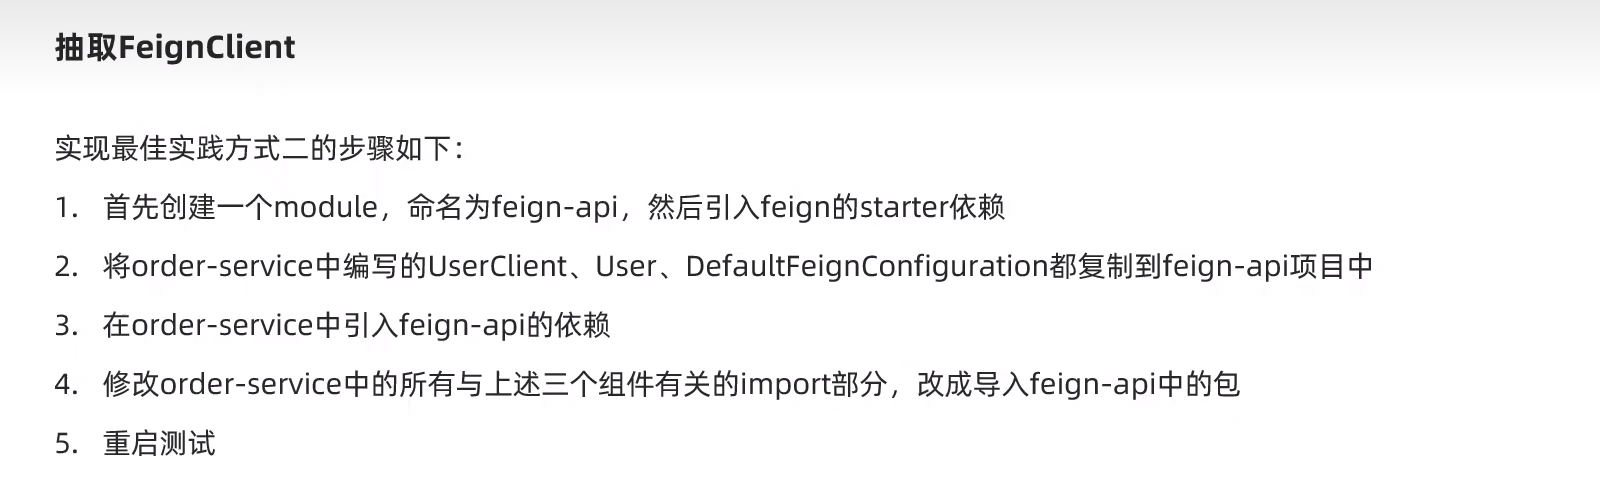 抽取FeignClient
实现最佳实践方式二的步骤如下：
1. 首先创建一个module，命名为feign-api，然后引入feign的starter依赖
2. 将order-service中编写的UserClient、User、DefaultFeignConfiguration都复制到feign-api项目中
3. 在order-service中引入feign-api的依赖
4. 修改order-service中的所有与上述三个组件有关的import部分，改成导入feign-api中的包
5. 重启测试